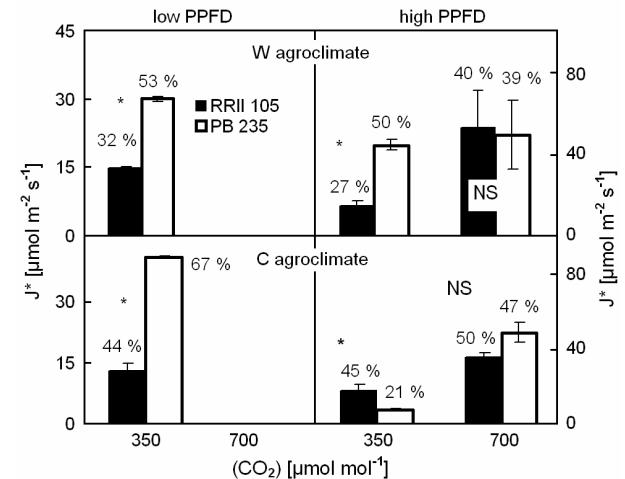 low PPFD high PPFD
45 W agroclimate
53 % 40 % 39 % 80
30 * RRII 105
PB 235 * 50 %
32 %
15 27 % NS 40
0 0
C agroclimate
67 % NS 80
30 * 47 %
44 % * 50 %
15 45 % 21 % 40
0 0
350 700 350 700
(CO₂) [µmol mol⁻¹]
J* [µmol m⁻² s⁻¹]
J* [µmol m⁻² s⁻¹]